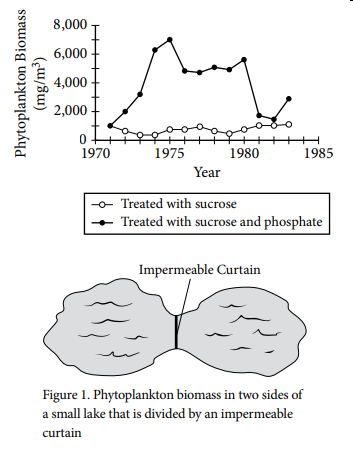 Phytoplankton Biomass
(mg/m³)
8,000
6,000
4,000
2,000
0
1970
1975
1980
1985
Year
Treated with sucrose
Treated with sucrose and phosphate
Impermeable Curtain
Figure 1. Phytoplankton biomass in two sides of
a small lake that is divided by an impermeable
curtain